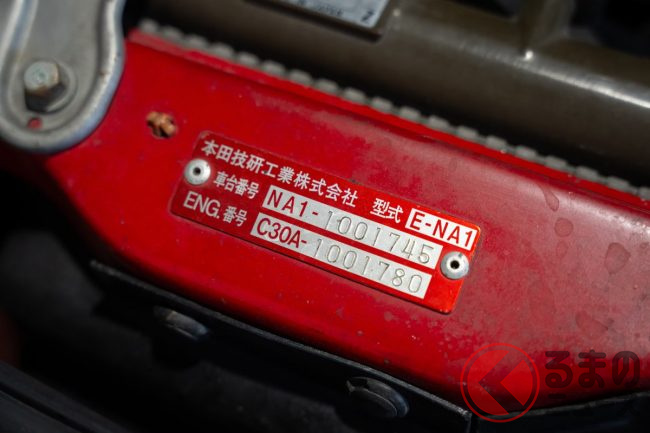 本田技研工業株式会社 型式 E-NA1
車台番号 NA1-1001745
ENG.番号 C30A-1001780
くるまの